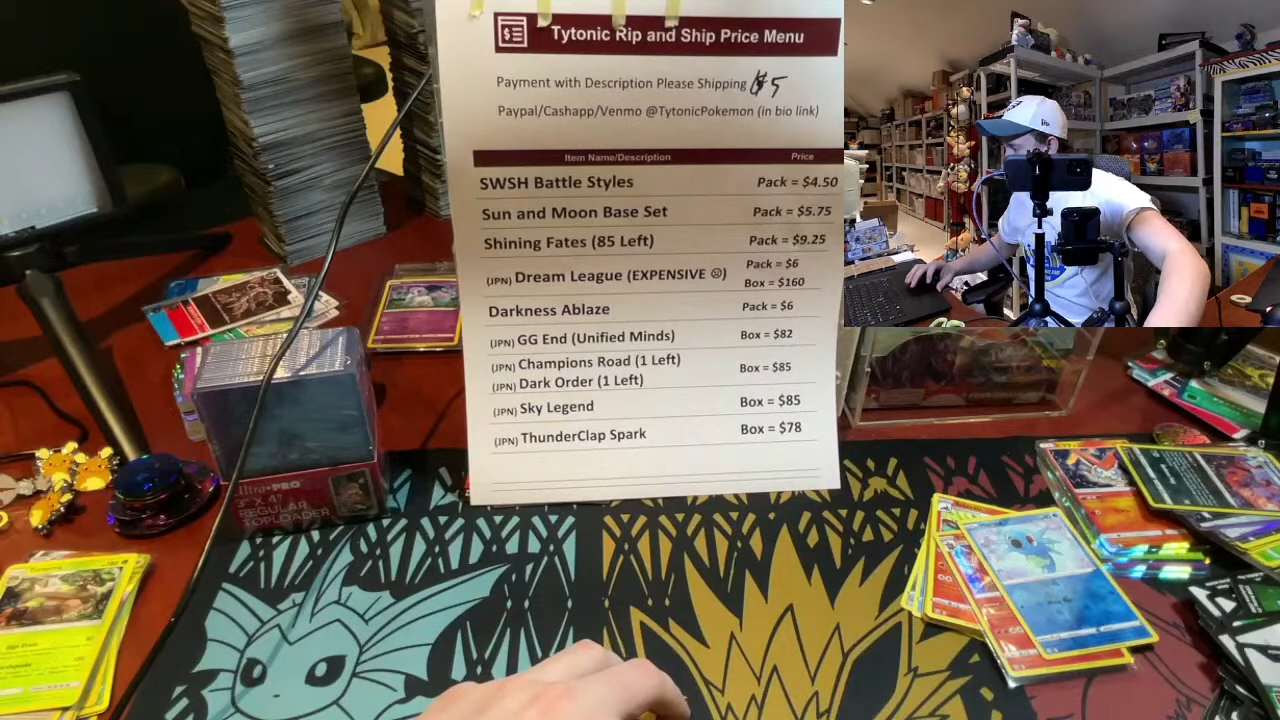 Tytonic Rip and Ship Price Menu
Payment with Description Please Shipping $5
Paypal/Cashapp/Venmo @TytonicPokemon (in bio link)
Item Name/Description Price
SWSH Battle Styles Pack = $4.50
Sun and Moon Base Set Pack = $5.75
Shining Fates (85 Left) Pack = $9.25
(JPN) Dream League (EXPENSIVE ☹) Pack = $6
Box = $160
Darkness Ablaze Pack = $6
(JPN) GG End (Unified Minds) Box = $82
(JPN) Champions Road (1 Left) Box = $85
(JPN) Dark Order (1 Left)
(JPN) Sky Legend Box = $85
(JPN) ThunderClap Spark Box = $78
Ultra PRO
3" X 4"
REGULAR
TOPLOADER